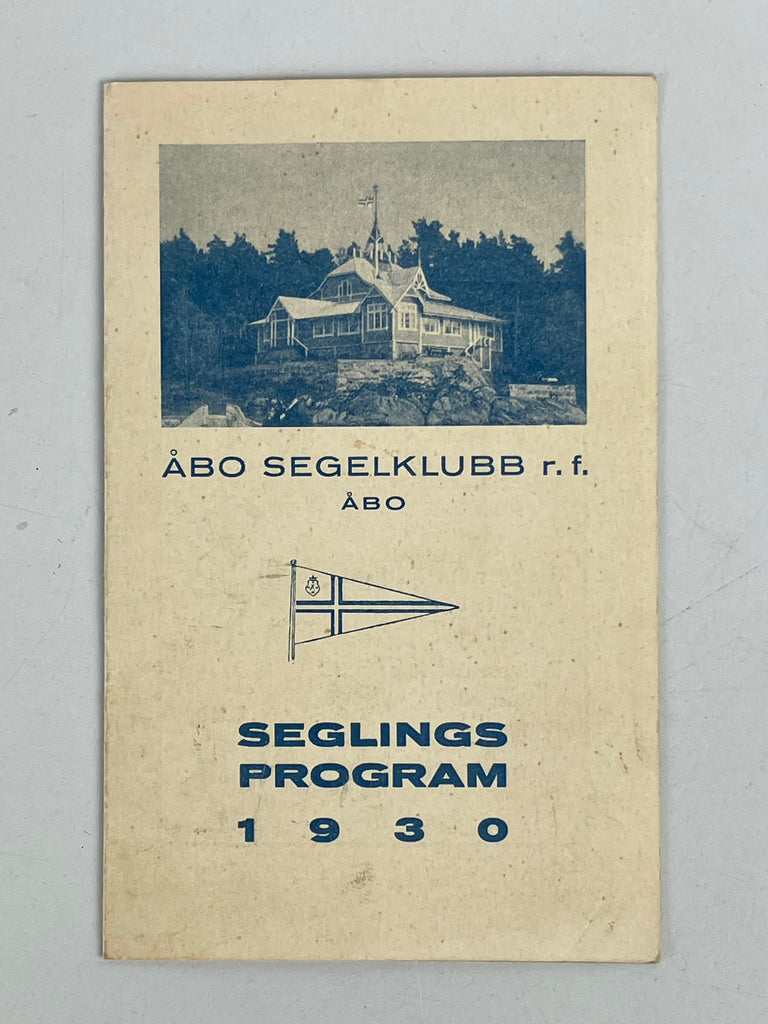 ÅBO SEGELKLUBB r. f.
ÅBO
SEGLINGS
PROGRAM
1930